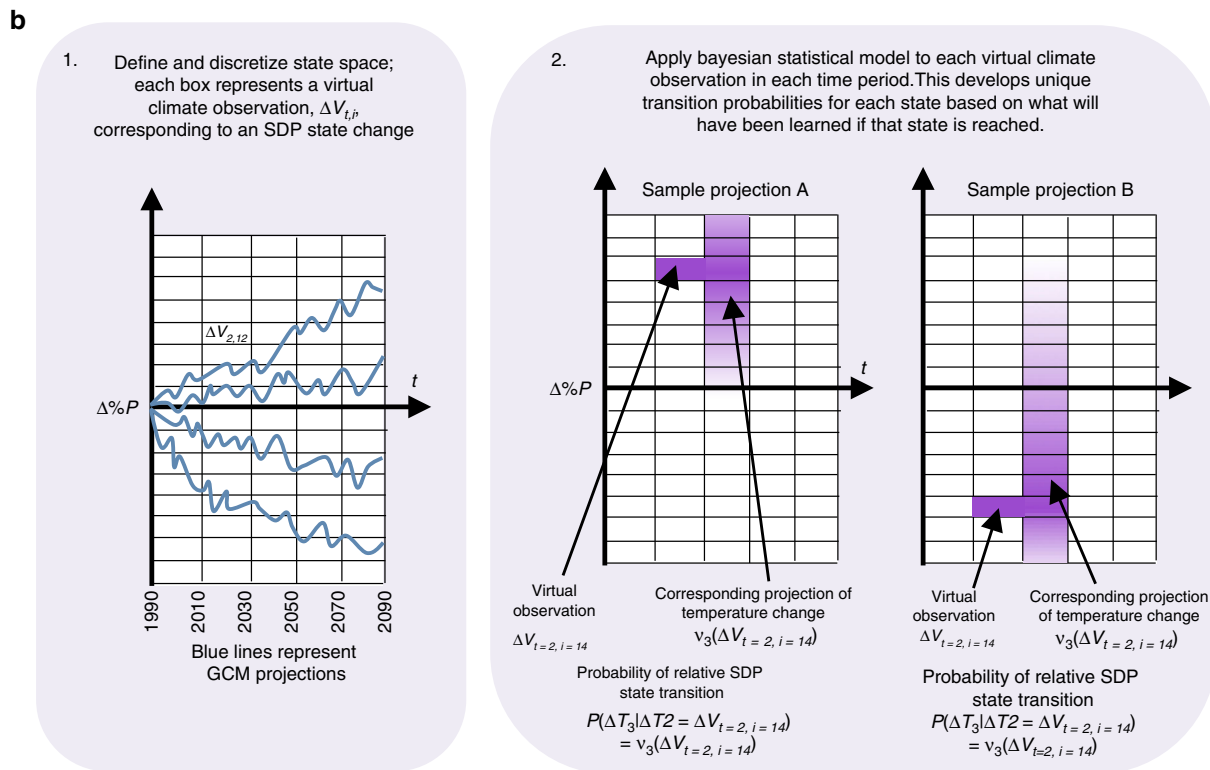 b
1.
Define and discretize state space;
each box represents a virtual
climate observation, ΔV_{t,i},
corresponding to an SDP state change
ΔV_{2,12}
t
Δ%P
1990
2010
2030
2050
2070
2090
Blue lines represent
GCM projections
2.
Apply bayesian statistical model to each virtual climate
observation in each time period.This develops unique
transition probabilities for each state based on what will
have been learned if that state is reached.
Sample projection A
t
Δ%P
Virtual
observation
ΔV_{t = 2, i = 14}
Corresponding projection of
temperature change
ν_3(ΔV_{t = 2, i = 14})
Probability of relative SDP
state transition
P(ΔT_3|ΔT2 = ΔV_{t = 2, i = 14})
= ν_3(ΔV_{t = 2, i = 14})
Sample projection B
Virtual
observation
ΔV_{t = 2, i = 14}
Corresponding projection
of temperature change
ν_3(ΔV_{t = 2, i = 14})
Probability of relative SDP
state transition
P(ΔT_3|ΔT2 = ΔV_{t = 2, i = 14})
= ν_3(ΔV_{t=2, i = 14})